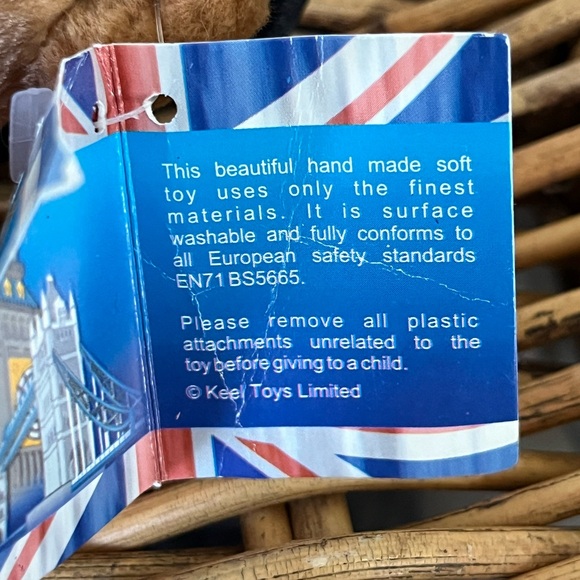 This beautiful hand made soft
toy uses only the finest
materials. It is surface
washable and fully conforms to
all European safety standards
EN71 BS5665.
Please remove all plastic
attachments unrelated to the
toy before giving to a child.
© Keel Toys Limited